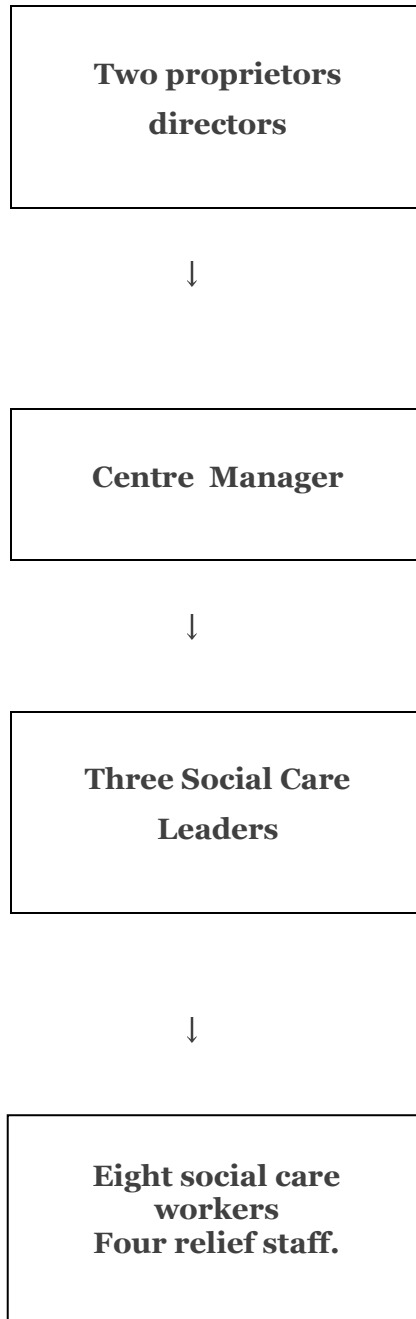 Two proprietors
directors
↓
Centre Manager
↓
Three Social Care
Leaders
↓
Eight social care
workers
Four relief staff.